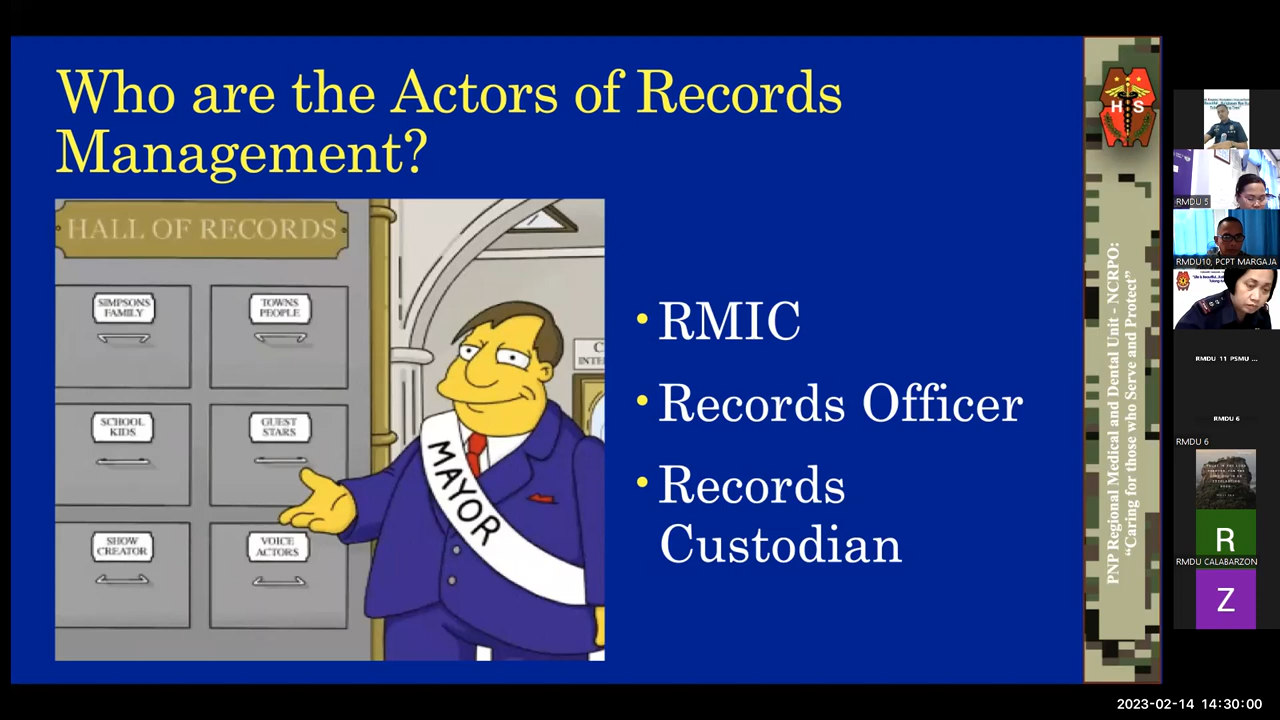 Who are the Actors of Records
Management?
HALL OF RECORDS
SIMPSONS
FAMILY
TOWNS
PEOPLE
SCHOOL
KIDS
GUEST
STARS
SHOW
CREATOR
VOICE
ACTORS
MAYOR
C
INTE
• RMIC
• Records Officer
• Records
Custodian
H S
PNP Regional Medical and Dental Unit - NCRPO:
“Caring for those who Serve and Protect”
RMDU 5
RMDU10, PCPT MARGAJA
RMDU 11 PSMU ...
RMDU 6
RMDU 6
R
RMDU CALABARZON
Z
2023-02-14 14:30:00